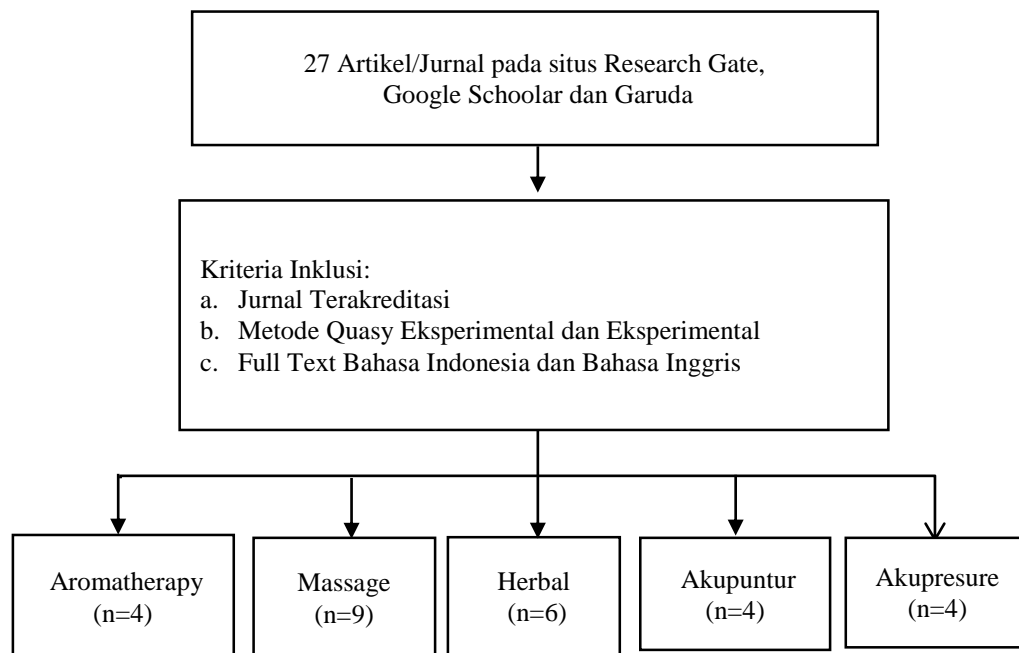 27 Artikel/Jurnal pada situs Research Gate,
Google Schoolar dan Garuda
Kriteria Inklusi:
a. Jurnal Terakreditasi
b. Metode Quasy Eksperimental dan Eksperimental
c. Full Text Bahasa Indonesia dan Bahasa Inggris
Aromatherapy
(n=4)
Massage
(n=9)
Herbal
(n=6)
Akupuntur
(n=4)
Akupresure
(n=4)